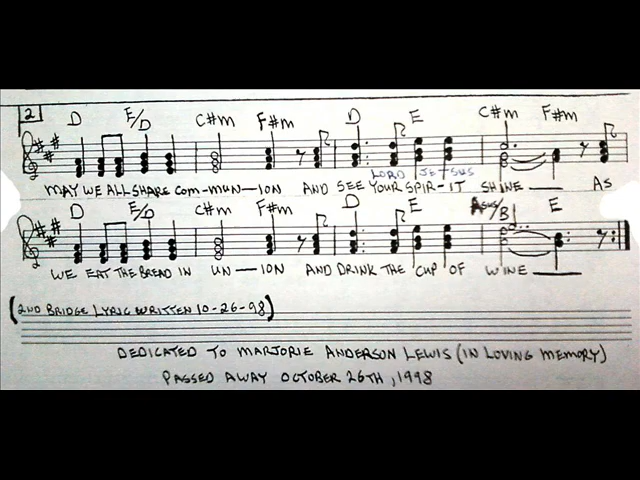 2
D E/D C#m F#m D E C#m F#m
LORD JESUS
MAY WE ALL SHARE COM-MUN-ION AND SEE YOUR SPIR-IT SHINE AS
D E/D C#m F#m D E Asus/B E
WE EAT THE BREAD IN UN-ION AND DRINK THE CUP OF WINE
(2ND BRIDGE LYRIC WRITTEN 10-26-98)
DEDICATED TO MARJORIE ANDERSON LEWIS (IN LOVING MEMORY)
PASSED AWAY OCTOBER 26TH, 1998